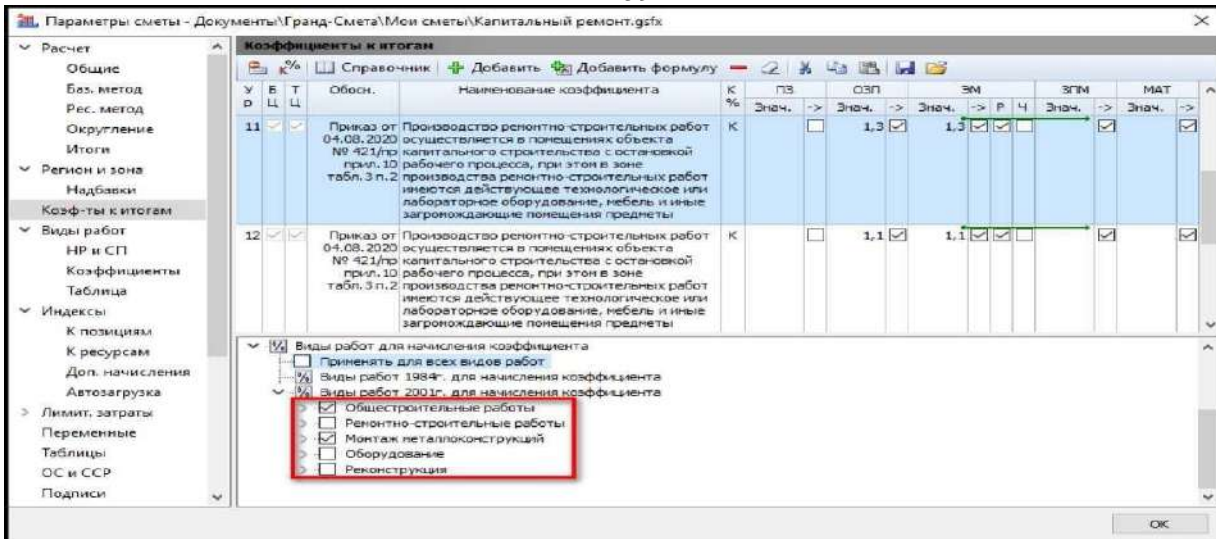 Параметры сметы - Документы\Гранд-Смета\Мои сметы\Капитальный ремонт.gsfx
Расчет
Общие
Баз. метод
Рес. метод
Округление
Итоги
Регион и зона
Надбавки
Коэф-ты к итогам
Виды работ
НР и СП
Коэффициенты
Таблица
Индексы
К позициям
К ресурсам
Доп. начисления
Автозагрузка
Лимит. затраты
Переменные
Таблицы
ОС и ССР
Подписи
Коэффициенты к итогам
Справочник Добавить Добавить формулу
У Б Т Обосн. Наименование коэффициента К ПЗ ОЗП ЭМ ЗПМ МАТ
Р Ц Ц % Знач. -> Знач. -> Знач. -> Р Ч Знач. -> Знач. ->
11 Приказ от Производство ремонтно-строительных работ К 1,3 1,3
04.08.2020 осуществляется в помещениях объекта
№ 421/пр капитального строительства с остановкой
прил. 10 рабочего процесса, при этом в зоне
табл. 3 п.2 производства ремонтно-строительных работ
имеются действующее технологическое или
лабораторное оборудование, мебель и иные
загромождающие помещения предметы
12 Приказ от Производство ремонтно-строительных работ К 1,1 1,1
04.08.2020 осуществляется в помещениях объекта
№ 421/пр капитального строительства с остановкой
прил. 10 рабочего процесса, при этом в зоне
табл. 3 п.2 производства ремонтно-строительных работ
имеются действующее технологическое или
лабораторное оборудование, мебель и иные
загромождающие помещения предметы
Виды работ для начисления коэффициента
Применять для всех видов работ
Виды работ 1984г. для начисления коэффициента
Виды работ 2001г. для начисления коэффициента
Общестроительные работы
Ремонтно-строительные работы
Монтаж металлоконструкций
Оборудование
Реконструкция
ОК